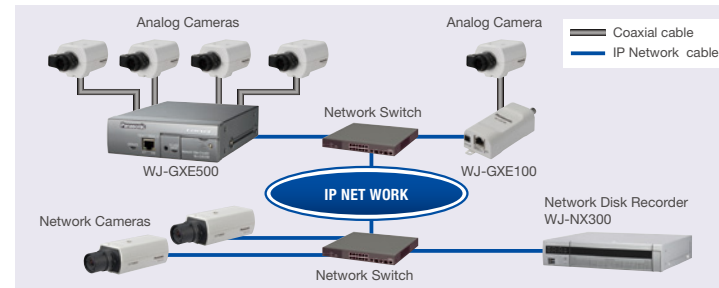 Analog Cameras
Analog Camera
Coaxial cable
IP Network cable
Network Switch
WJ-GXE500
WJ-GXE100
IP NET WORK
Network Disk Recorder
WJ-NX300
Network Cameras
Network Switch